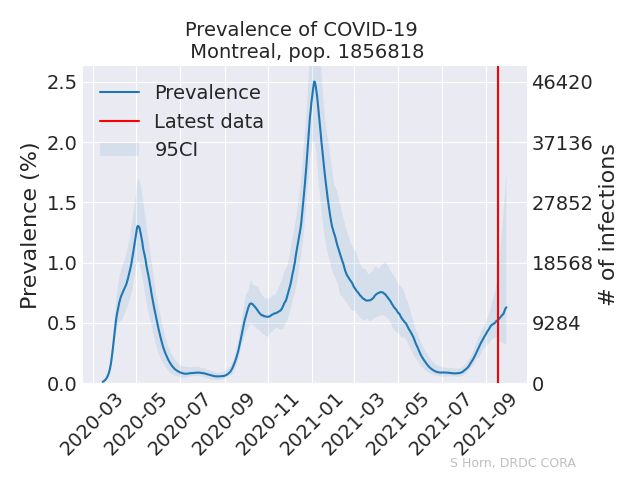 Prevalence of COVID-19
Montreal, pop. 1856818
Prevalence
Latest data
95CI
Prevalence (%)
2.5
2.0
1.5
1.0
0.5
0.0
46420
37136
27852
18568
9284
0
# of infections
2020-03
2020-05
2020-07
2020-09
2020-11
2021-01
2021-03
2021-05
2021-07
2021-09
S Horn, DRDC CORA